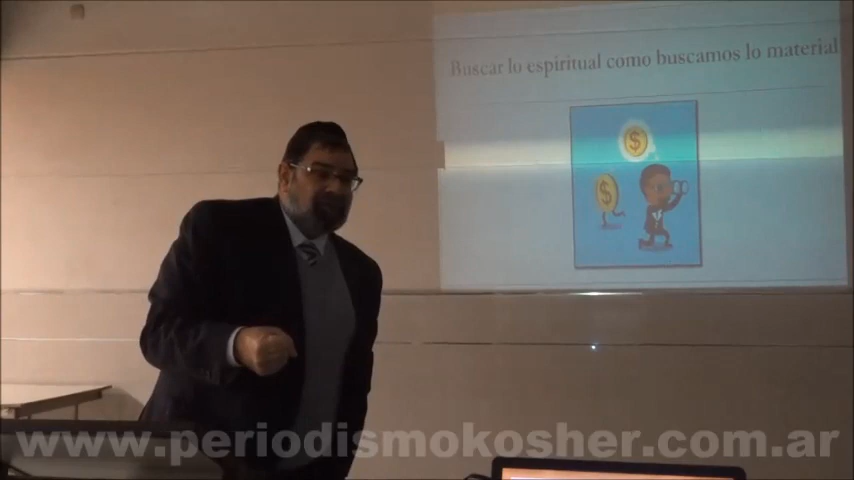 Buscar lo espiritual como buscamos lo material
$
$
www.periodismokosher.com.ar